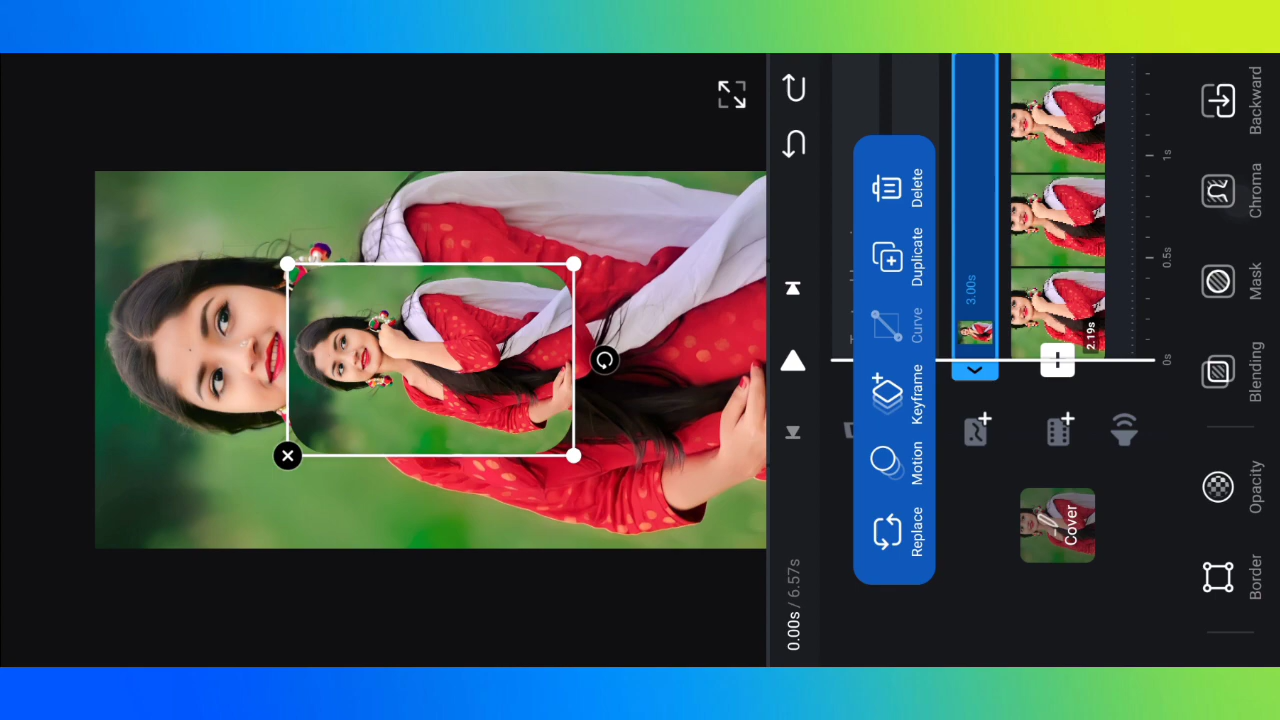 0.00s / 6.57s
Replace
Motion
Keyframe
Curve
Duplicate
Delete
3.00s
2.19s
Cover
0s
0.5s
1s
Border
Opacity
Blending
Mask
Chroma
Backward